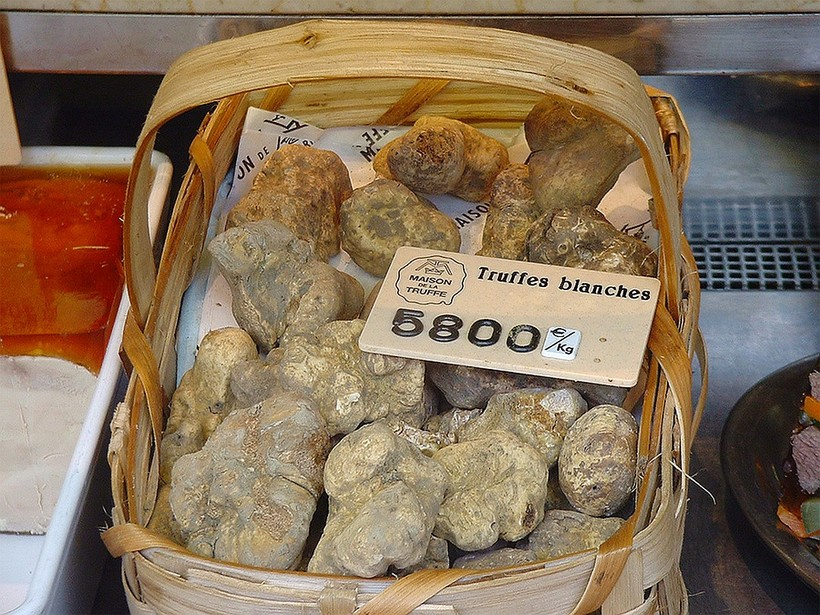 MAISON
DE LA
TRUFFE
Truffes blanches
5800 €/Kg